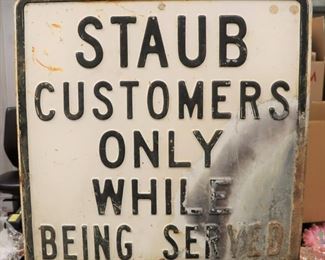 STAUB
CUSTOMERS
ONLY
WHILE
BEING SERVED